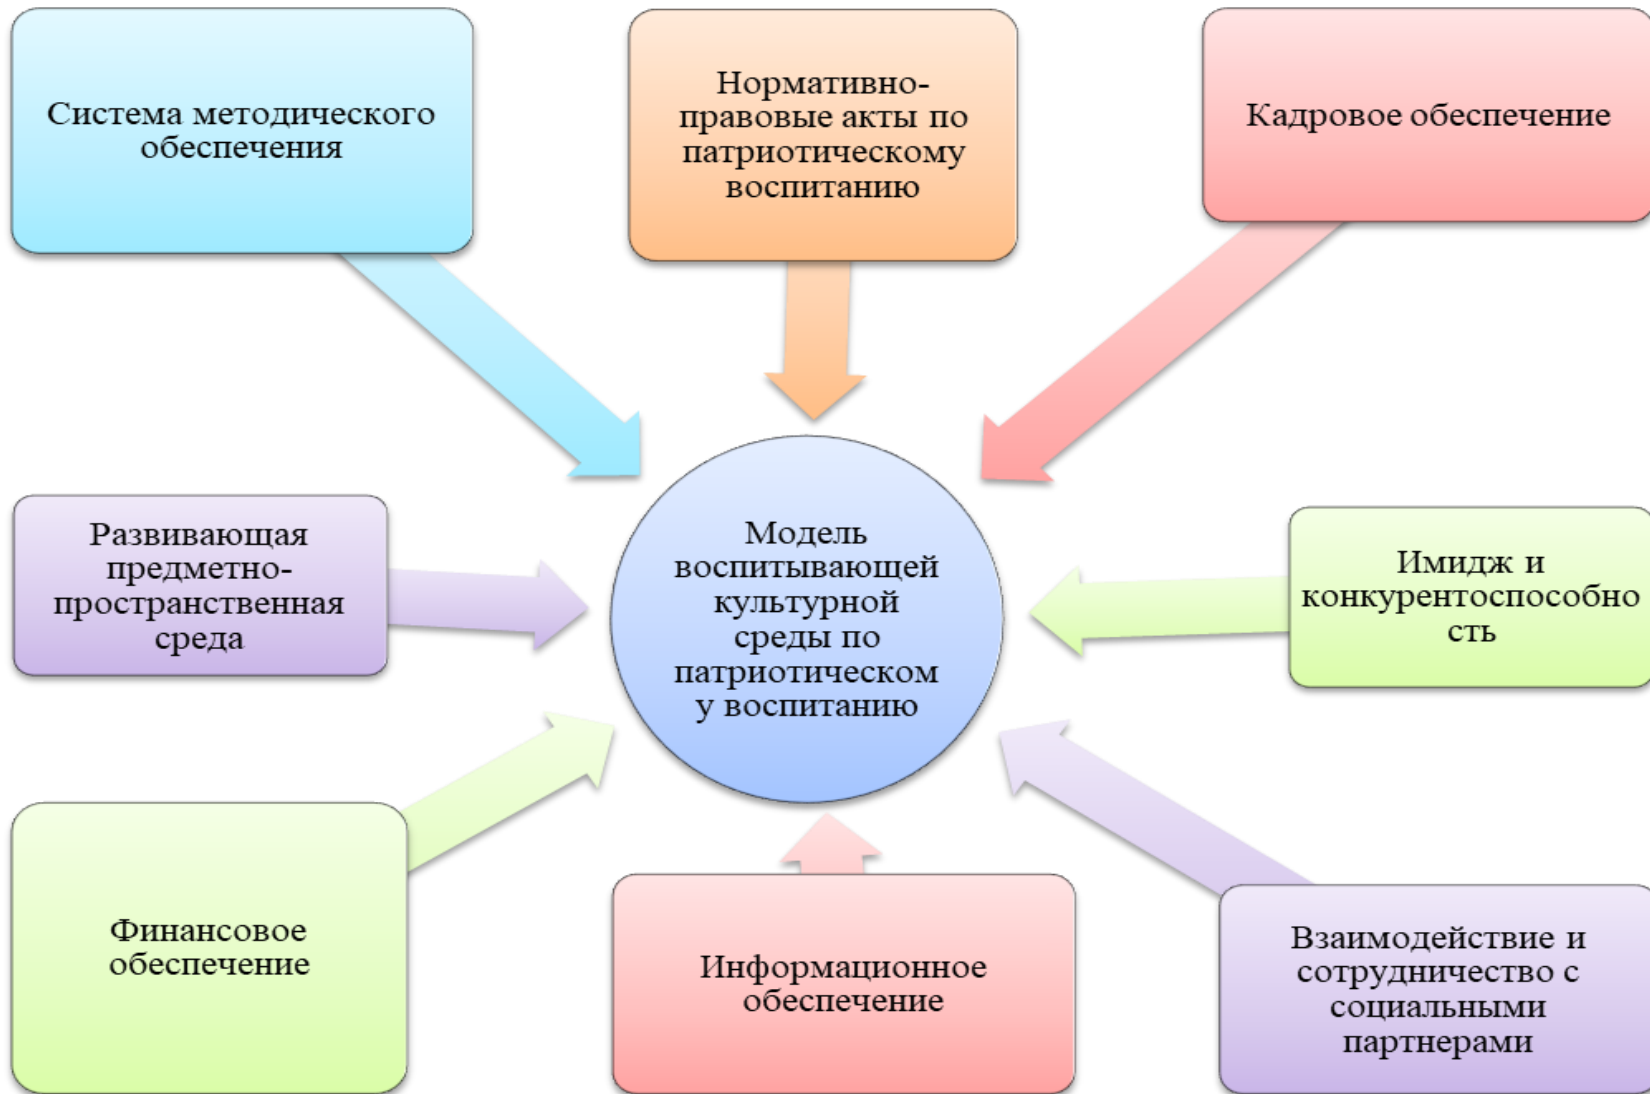 Система методического
обеспечения
Нормативно-
правовые акты по
патриотическому
воспитанию
Кадровое обеспечение
Развивающая
предметно-
пространственная
среда
Модель
воспитывающей
культурной
среды по
патриотическом
у воспитанию
Имидж и
конкурентоспособно
сть
Финансовое
обеспечение
Информационное
обеспечение
Взаимодействие и
сотрудничество с
социальными
партнерами